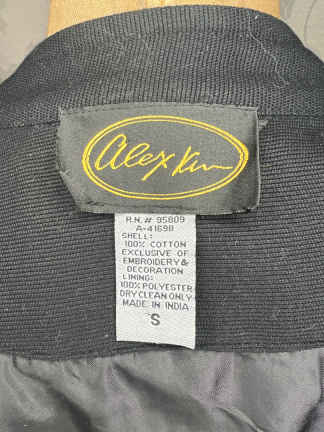 Alex Kim
R.N. # 95809
A-41698
SHELL:
100% COTTON
EXCLUSIVE OF
EMBROIDERY &
DECORATION
LINING:
100% POLYESTER
DRY CLEAN ONLY
MADE IN INDIA
S